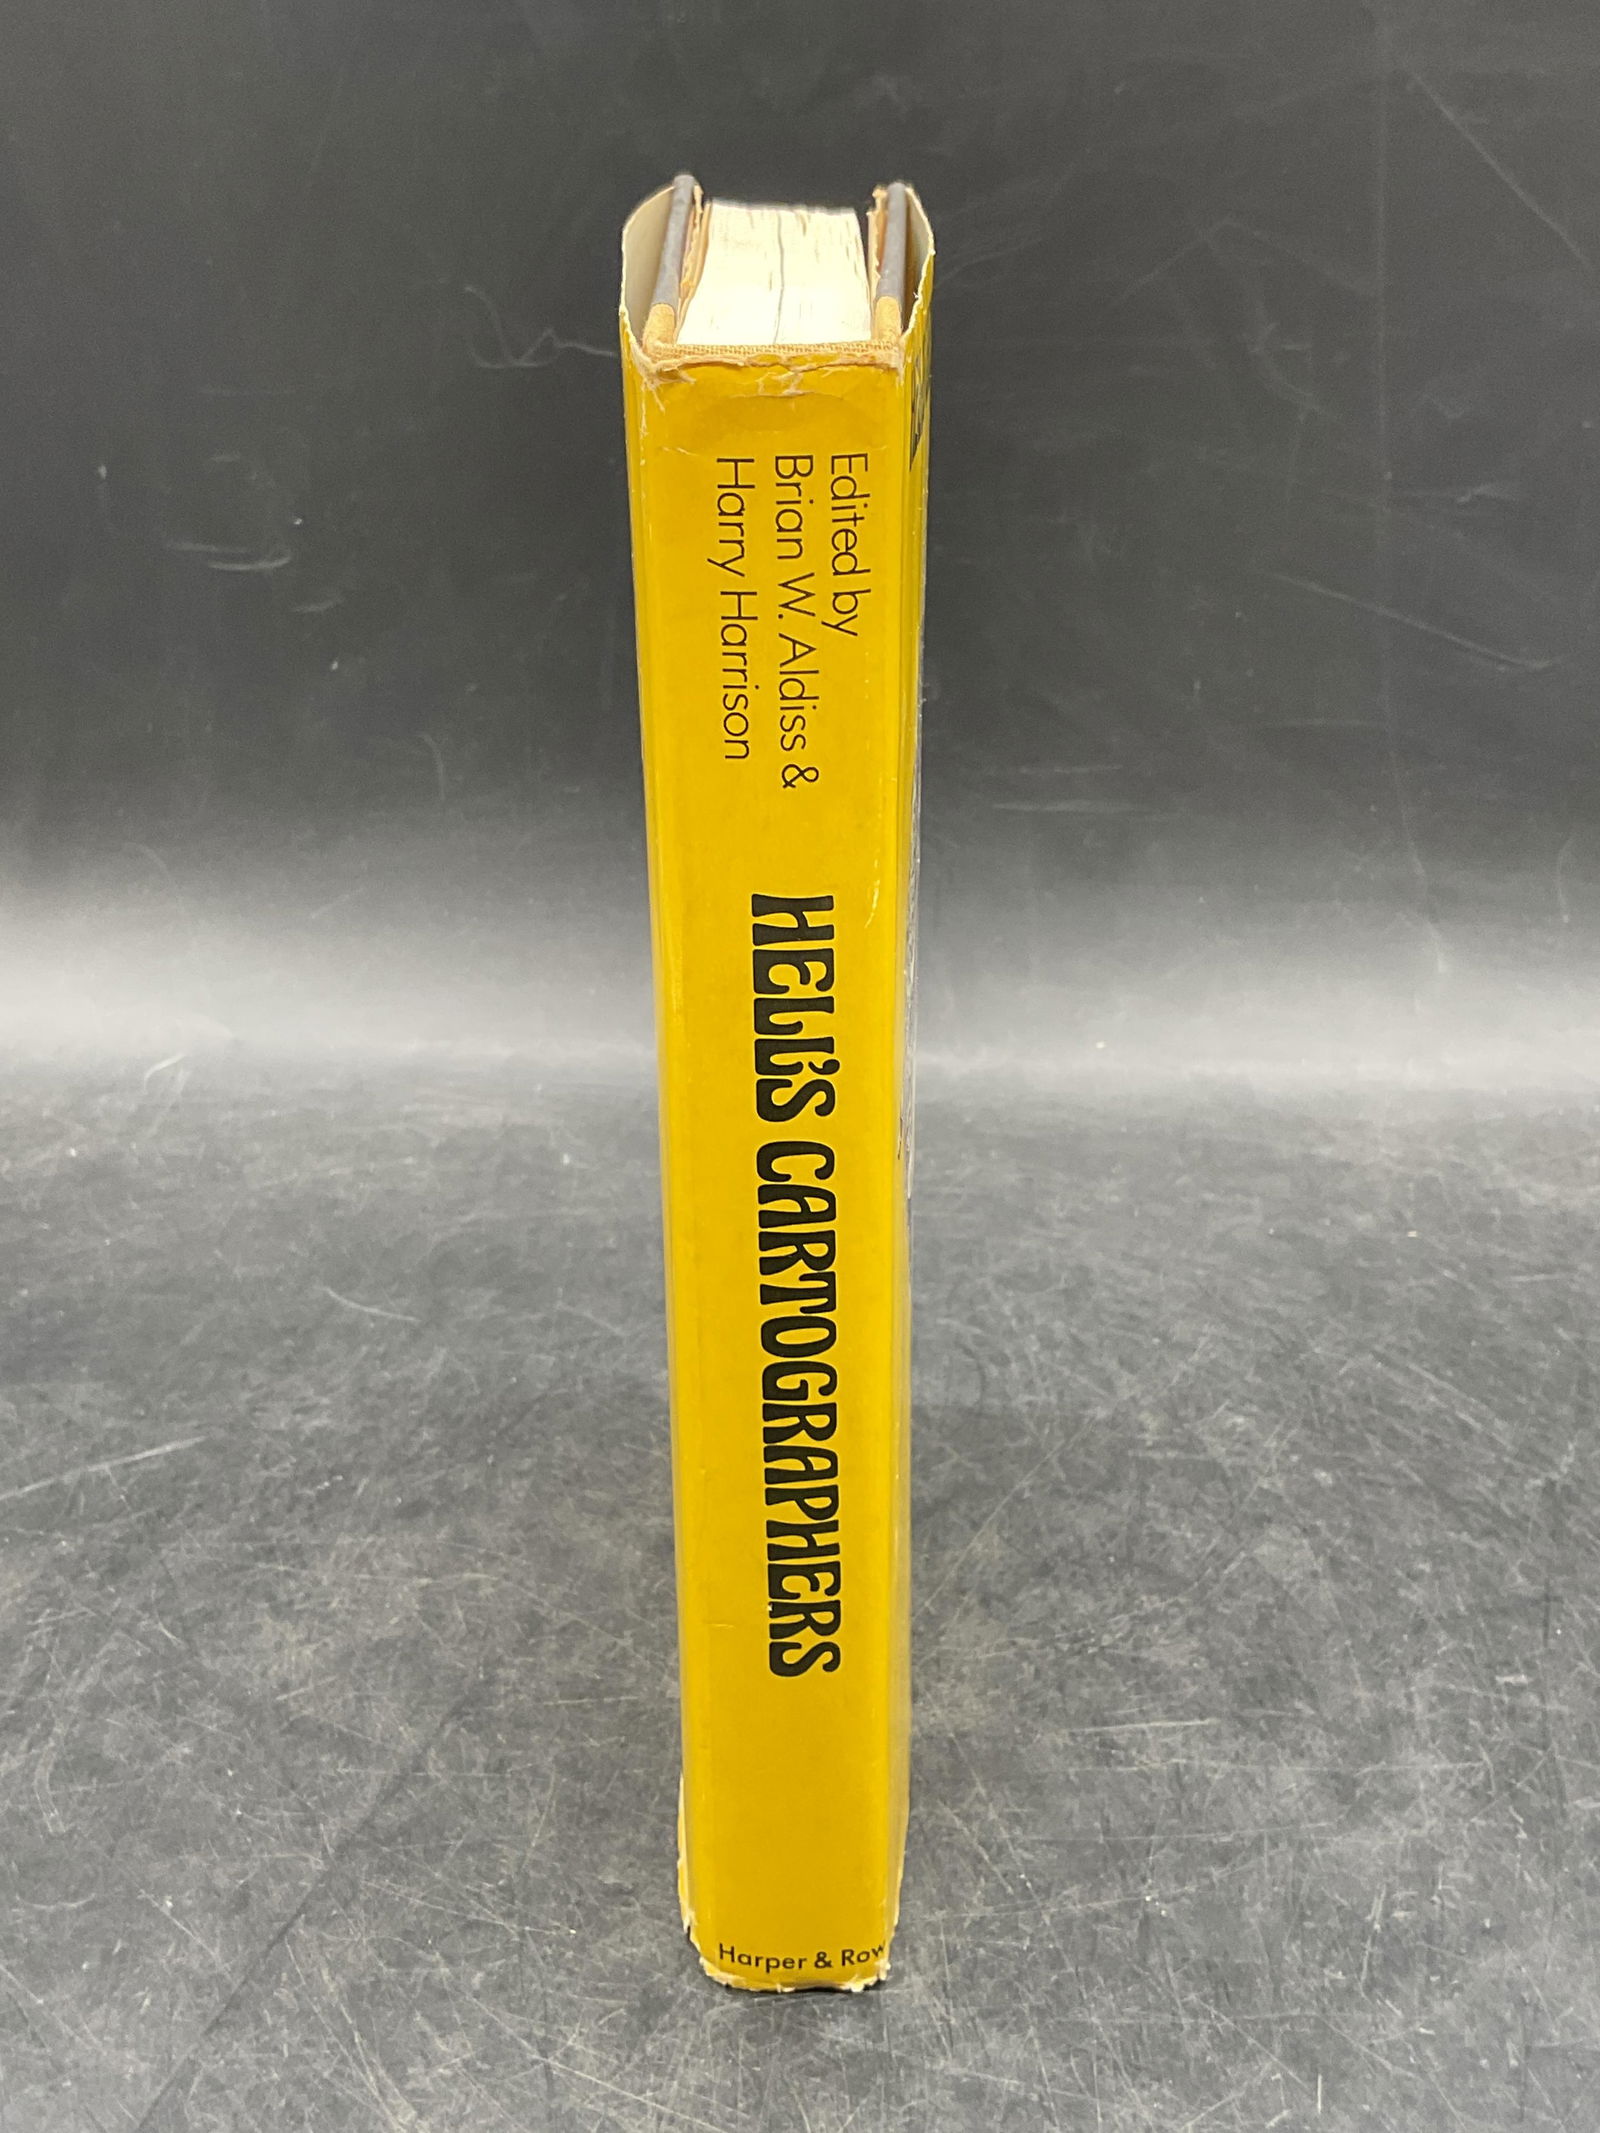 Edited by
Brian W. Aldiss &
Harry Harrison
HELL'S CARTOGRAPHERS
Harper & Row